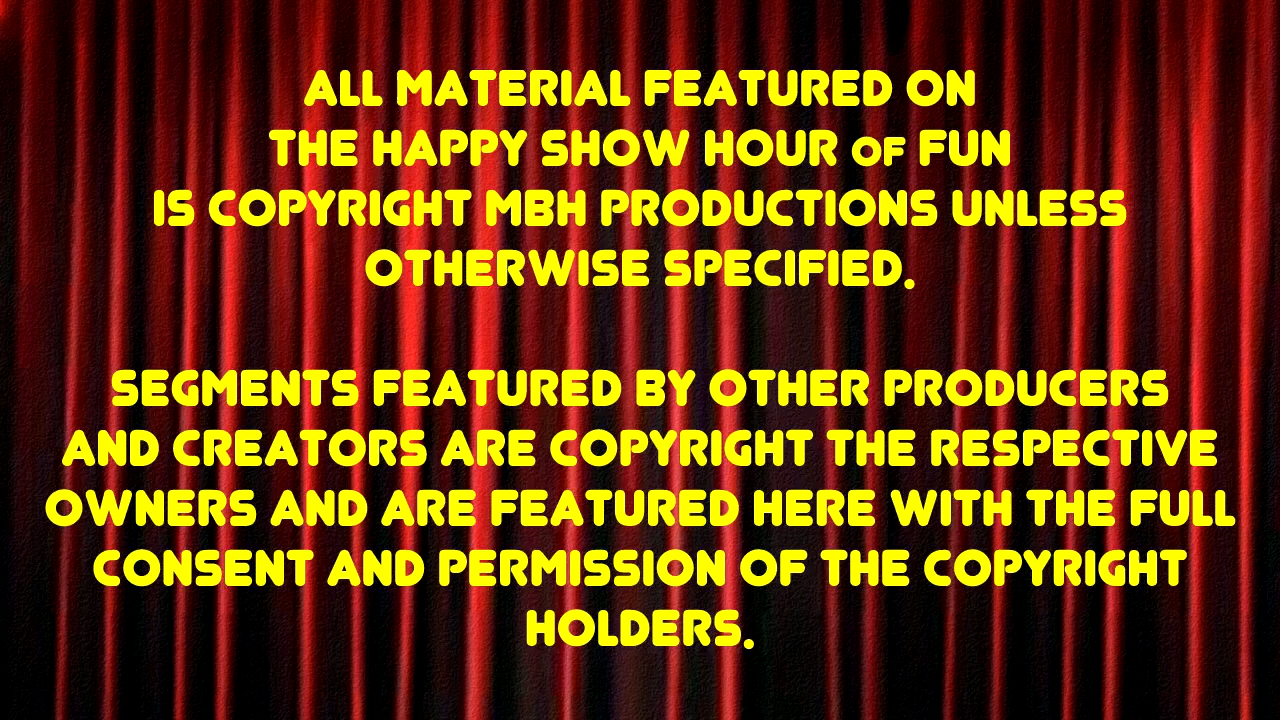 ALL MATERIAL FEATURED ON
THE HAPPY SHOW HOUR OF FUN
IS COPYRIGHT MBH PRODUCTIONS UNLESS
OTHERWISE SPECIFIED.
SEGMENTS FEATURED BY OTHER PRODUCERS
AND CREATORS ARE COPYRIGHT THE RESPECTIVE
OWNERS AND ARE FEATURED HERE WITH THE FULL
CONSENT AND PERMISSION OF THE COPYRIGHT
HOLDERS.